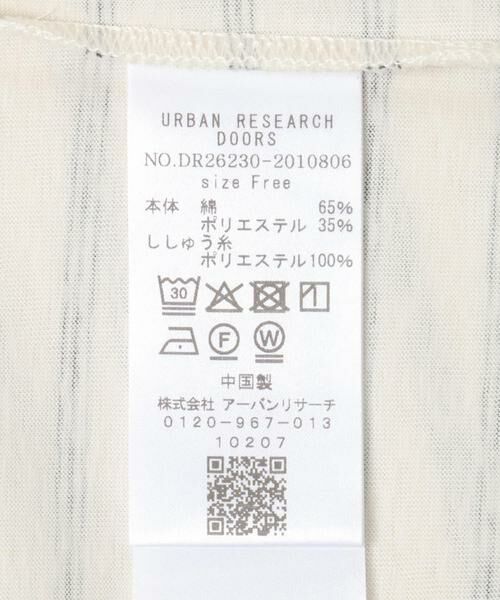 URBAN RESEARCH
DOORS
NO.DR26230-2010806
size Free
本体 綿 65%
ポリエステル 35%
ししゅう糸
ポリエステル100%
30
F W
中国製
株式会社 アーバンリサーチ
0120-967-013
10207